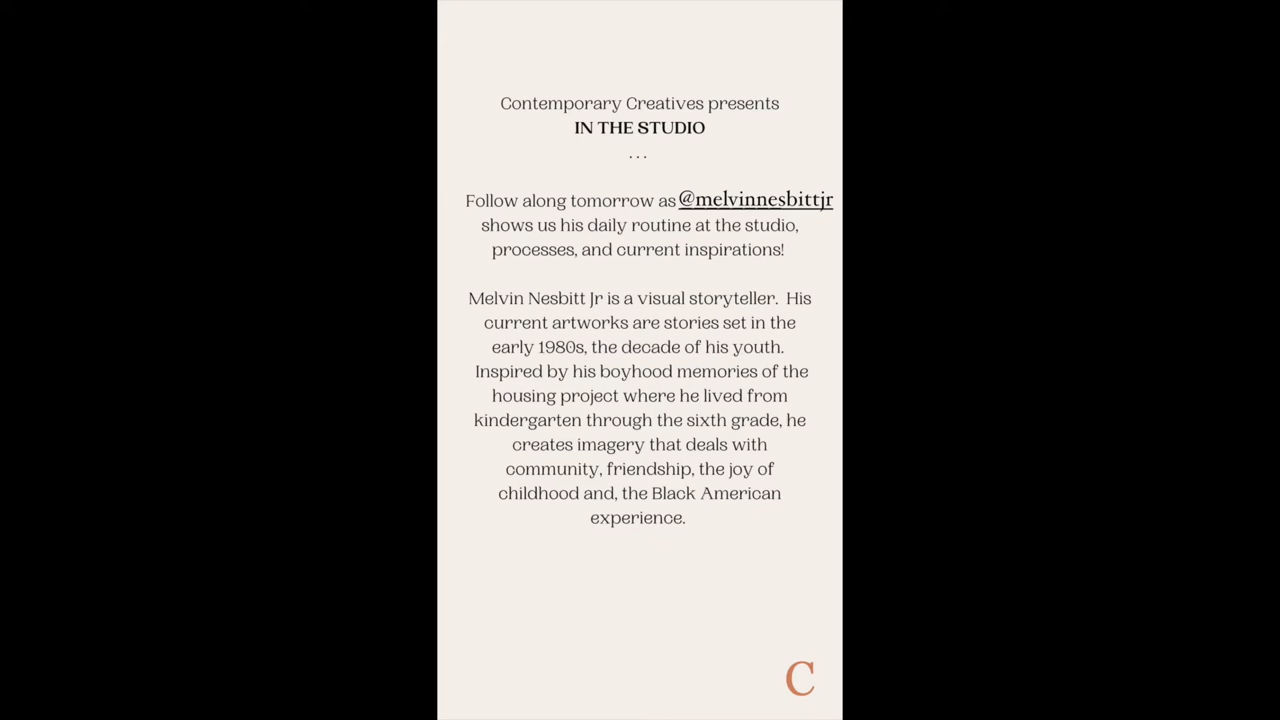 Contemporary Creatives presents
IN THE STUDIO
...
Follow along tomorrow as @melvinnesbittjr
shows us his daily routine at the studio,
processes, and current inspirations!
Melvin Nesbitt Jr is a visual storyteller.  His
current artworks are stories set in the
early 1980s, the decade of his youth.
Inspired by his boyhood memories of the
housing project where he lived from
kindergarten through the sixth grade, he
creates imagery that deals with
community, friendship, the joy of
childhood and, the Black American
experience.
C